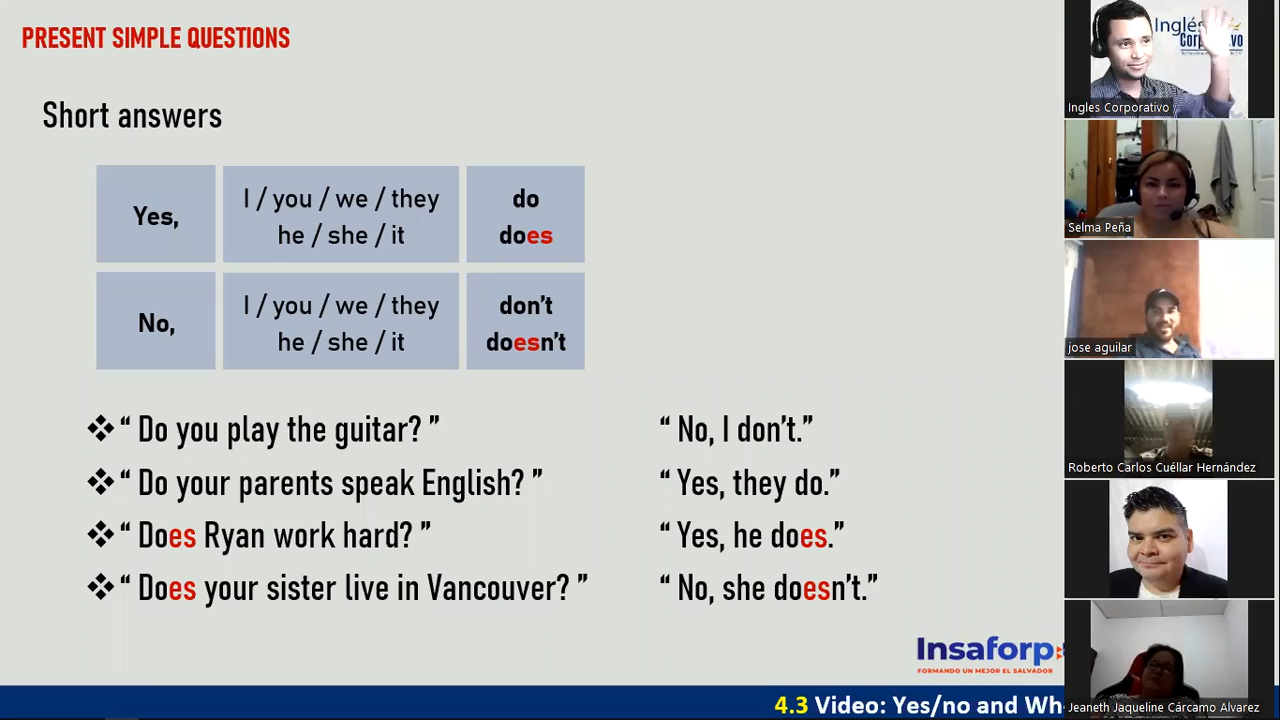 PRESENT SIMPLE QUESTIONS
Short answers
Yes,
I / you / we / they
he / she / it
do
does
No,
I / you / we / they
he / she / it
don't
doesn't
❖ “ Do you play the guitar? ” “ No, I don't.”
❖ “ Do your parents speak English? ” “ Yes, they do.”
❖ “ Does Ryan work hard? ” “ Yes, he does.”
❖ “ Does your sister live in Vancouver? ” “ No, she doesn't.”
Insaforp
FORMANDO UN MEJOR EL SALVADOR
4.3 Video: Yes/no and Wh
Inglés
Corporativo
Ingles Corporativo
Selma Peña
jose aguilar
Roberto Carlos Cuéllar Hernández
Jeaneth Jaqueline Cárcamo Alvarez